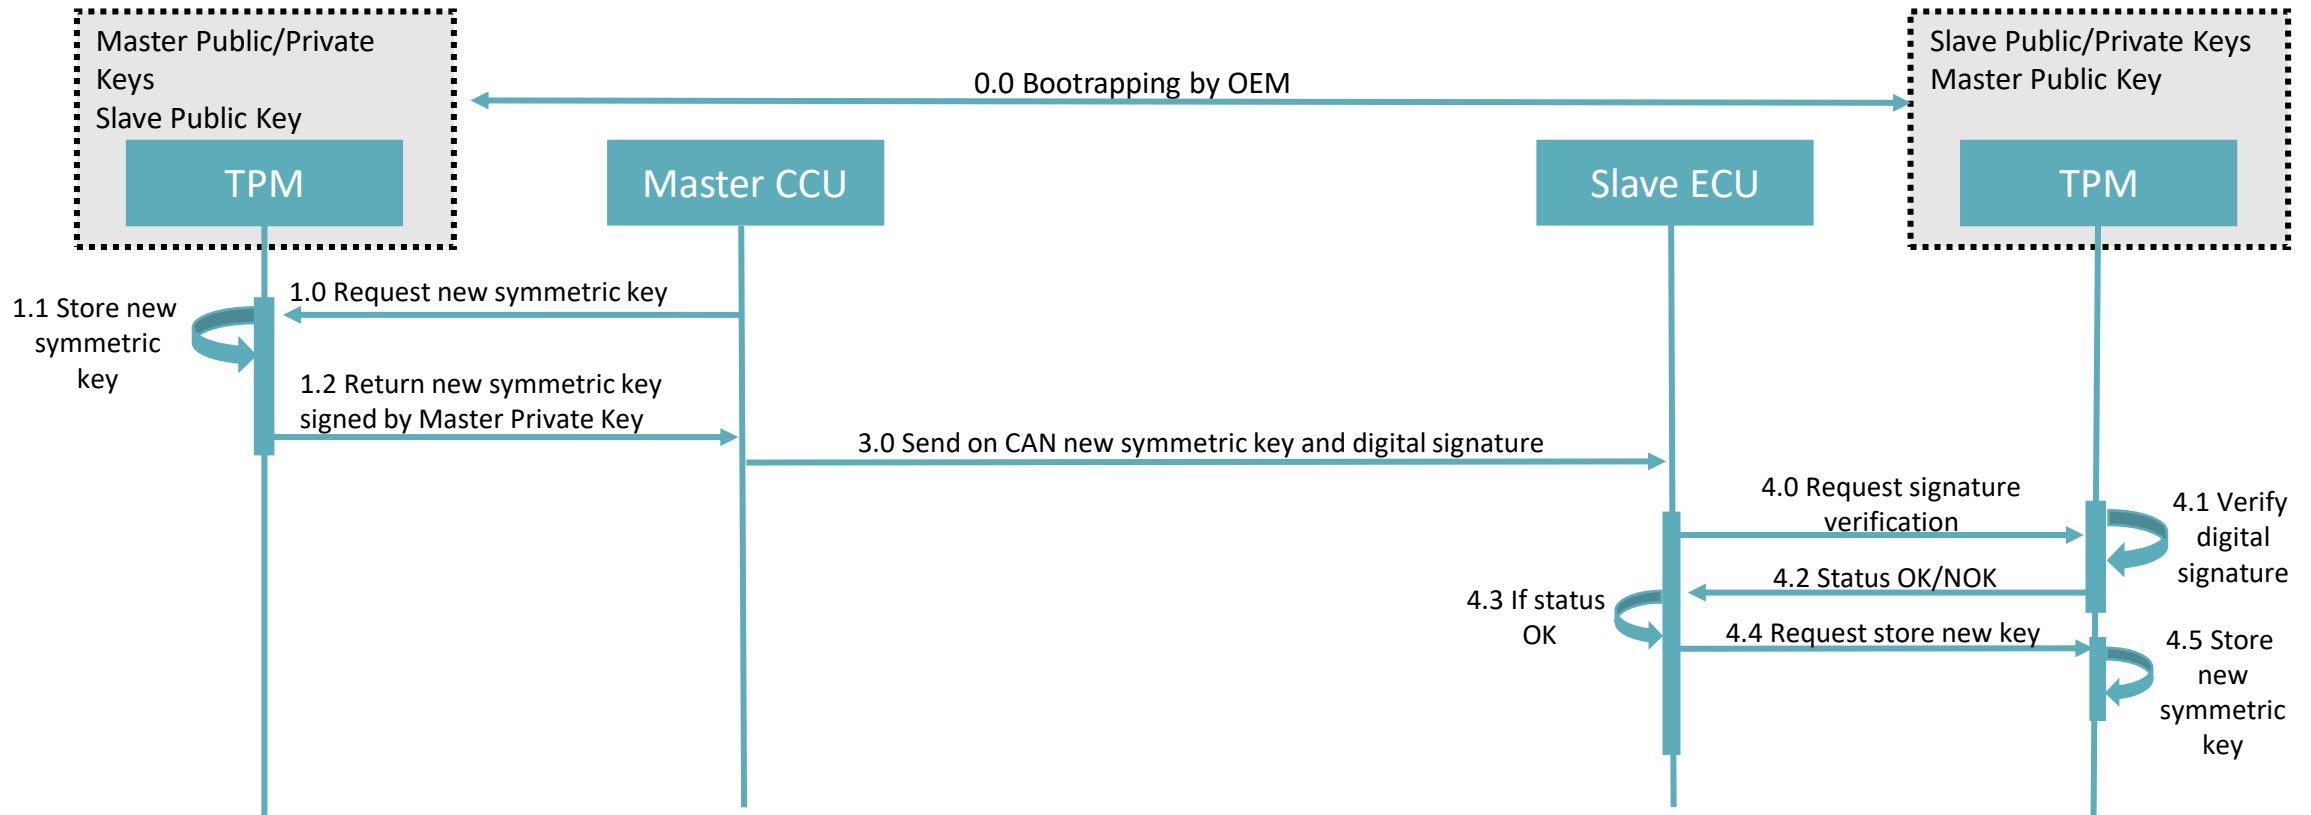 Master Public/Private
Keys
Slave Public Key
0.0 Bootrapping by OEM
Slave Public/Private Keys
Master Public Key
TPM
Master CCU
Slave ECU
TPM
1.0 Request new symmetric key
1.1 Store new
symmetric
key
1.2 Return new symmetric key
signed by Master Private Key
3.0 Send on CAN new symmetric key and digital signature
4.0 Request signature
verification
4.1 Verify
digital
signature
4.2 Status OK/NOK
4.3 If status
OK
4.4 Request store new key
4.5 Store
new
symmetric
key